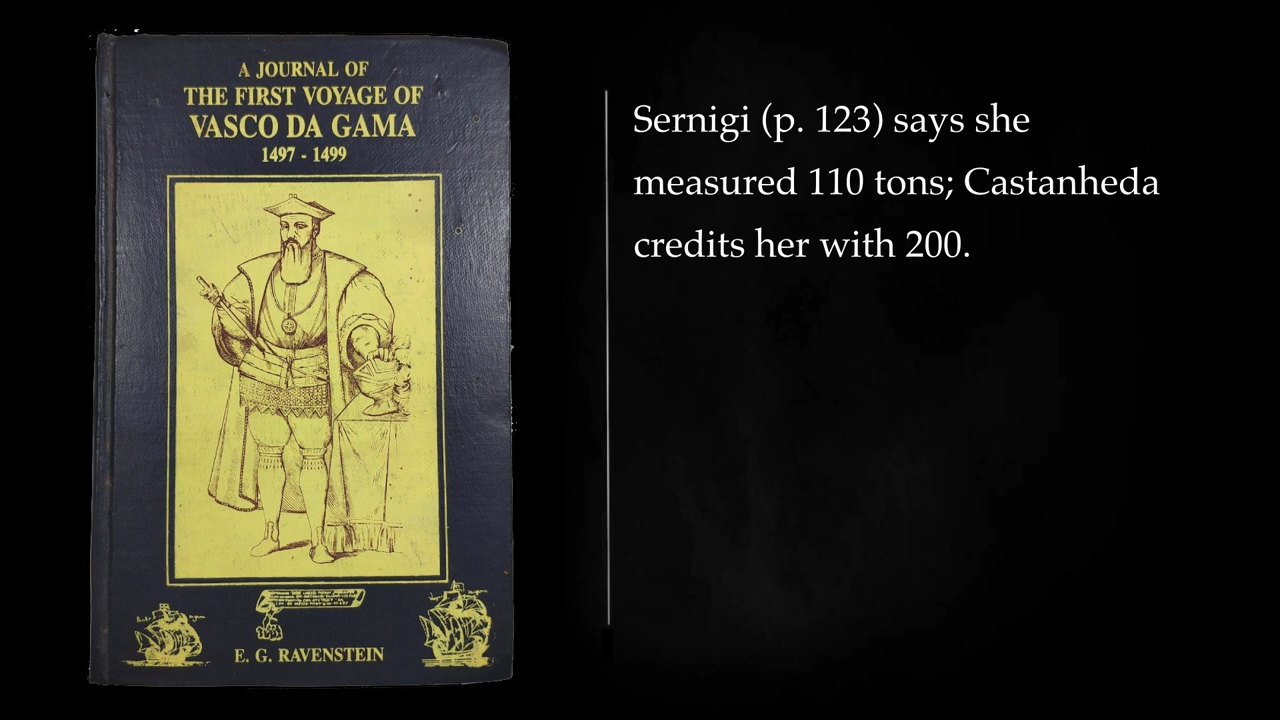 A JOURNAL OF
THE FIRST VOYAGE OF
VASCO DA GAMA
1497 - 1499
E. G. RAVENSTEIN
Sernigi (p. 123) says she
measured 110 tons; Castanheda
credits her with 200.